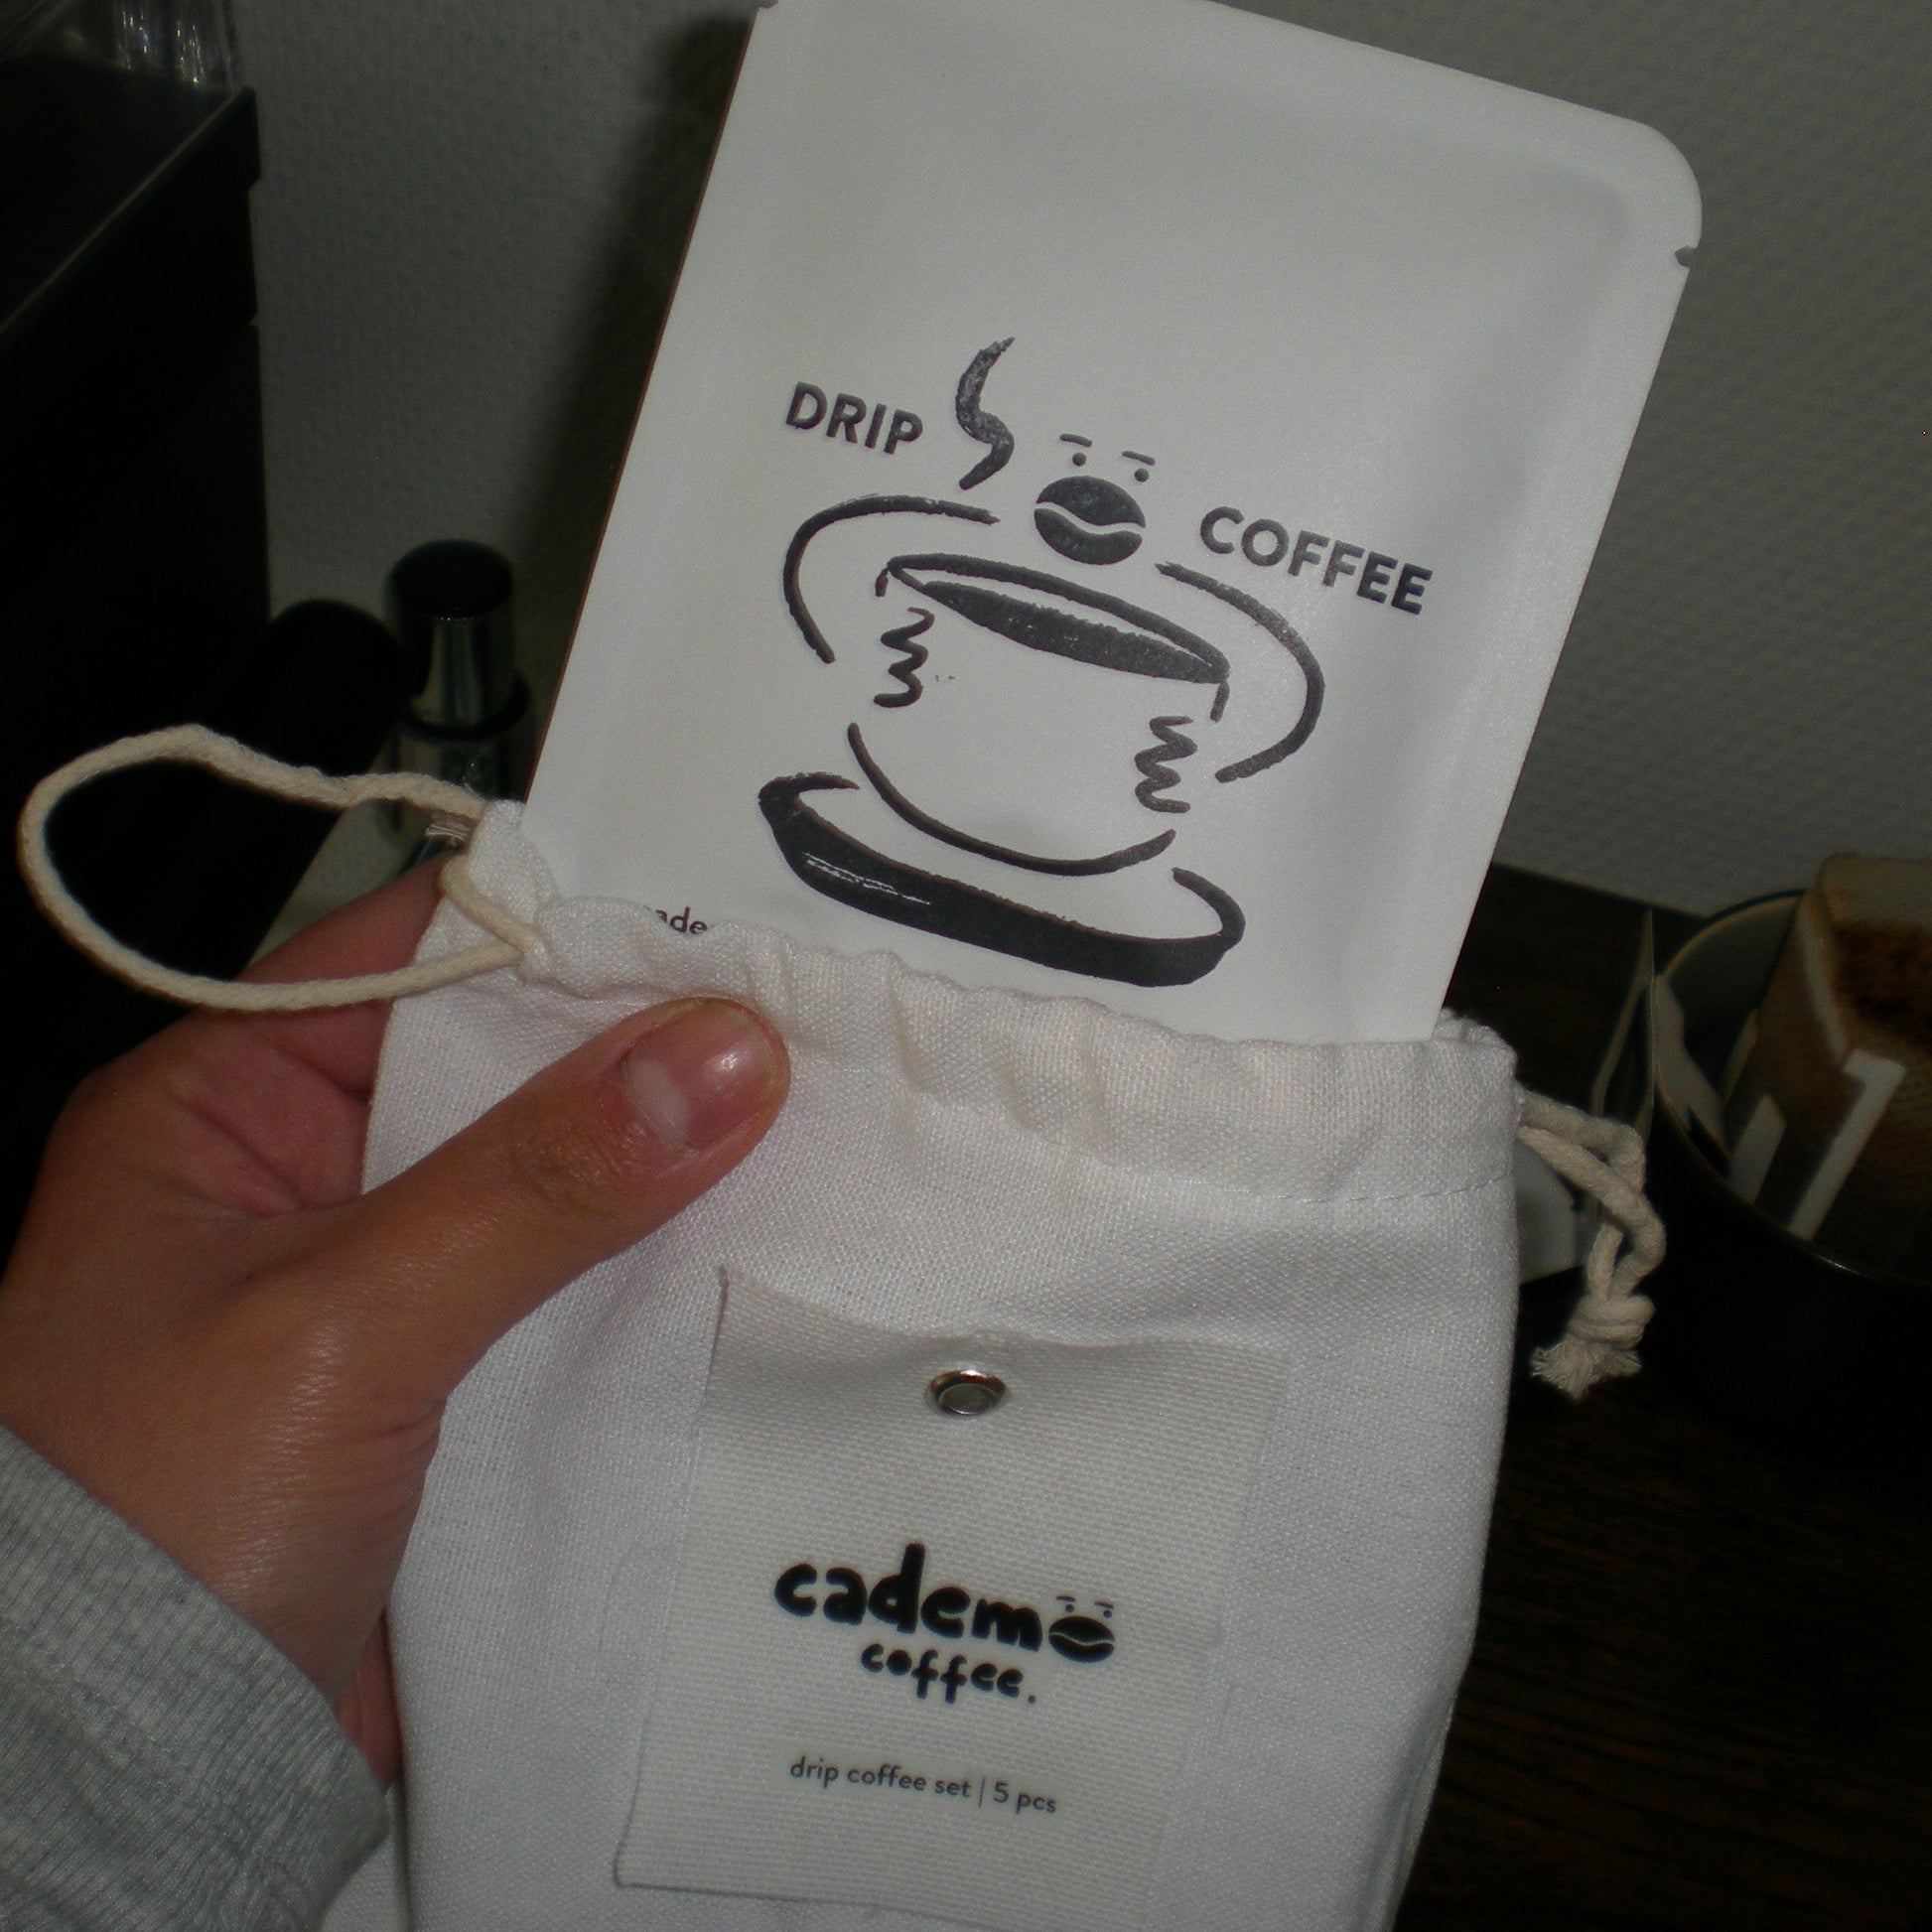 DRIP
COFFEE
cademo
coffee.
drip coffee set | 5 pcs